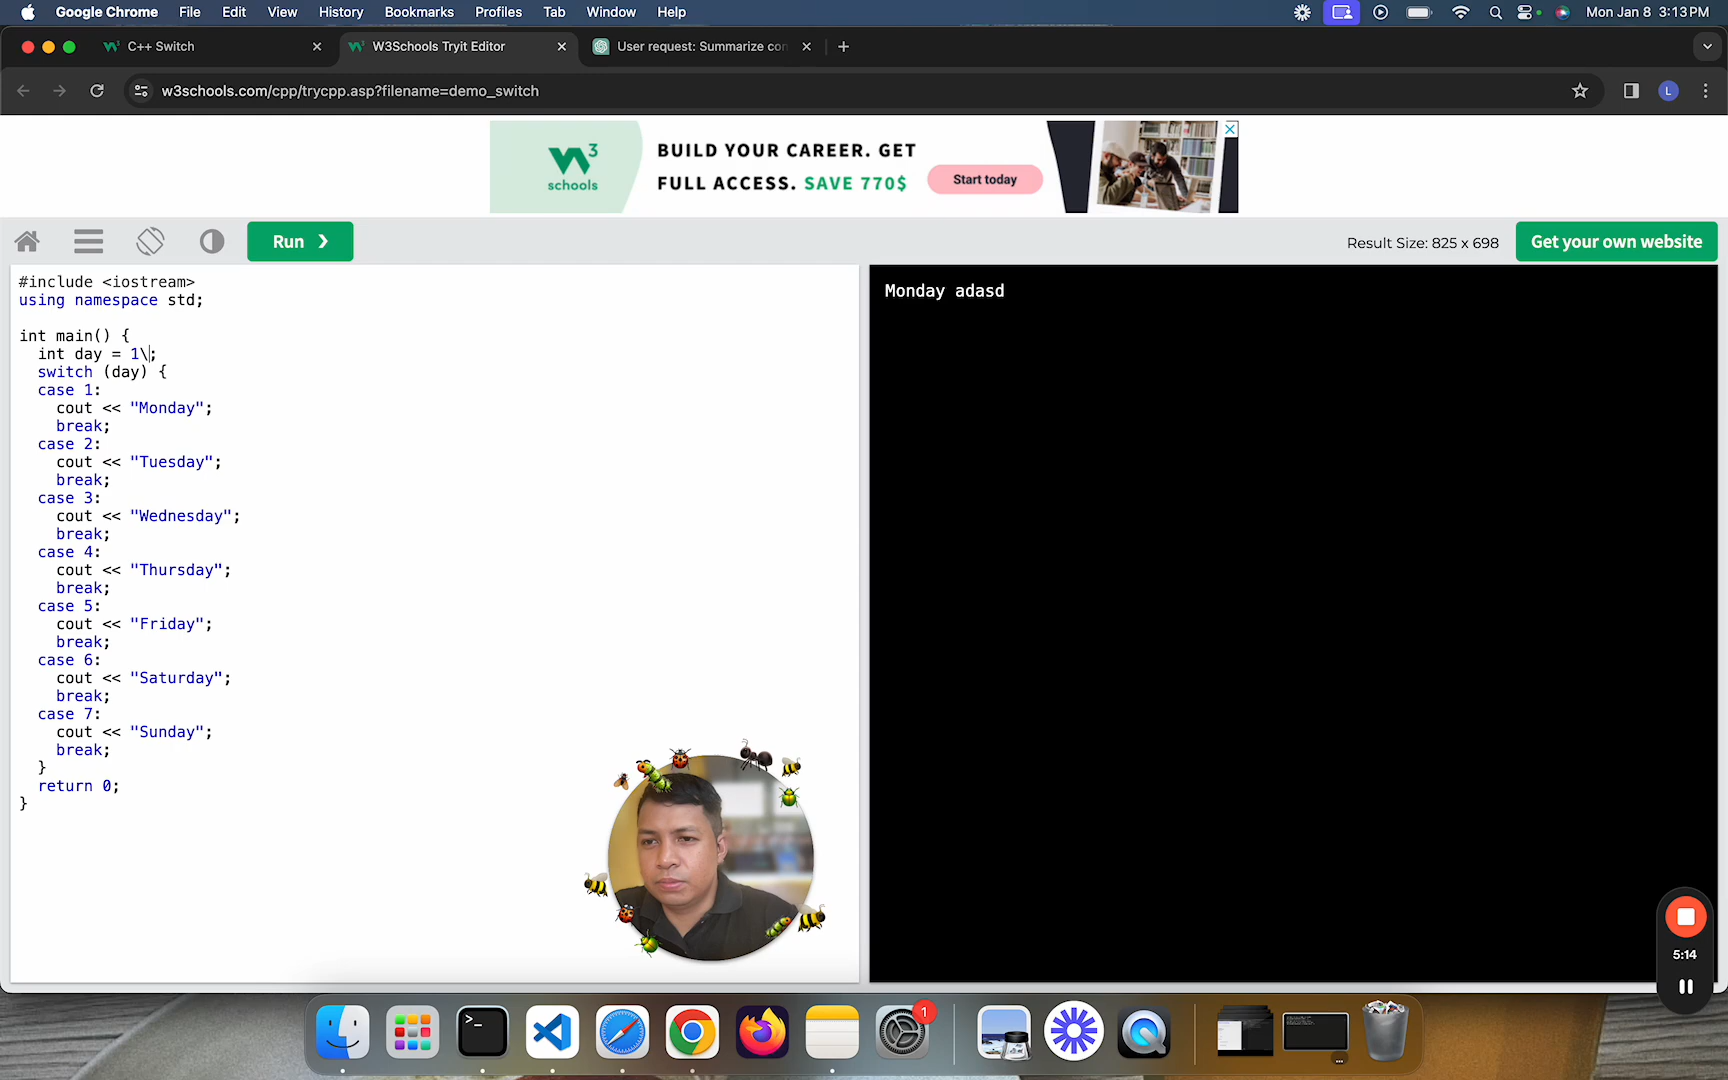 Google Chrome File Edit View History Bookmarks Profiles Tab Window Help Mon Jan 8 3:13 PM
C++ Switch W3Schools Tryit Editor User request: Summarize con
w3schools.com/cpp/trycpp.asp?filename=demo_switch L
W3 schools
BUILD YOUR CAREER. GET
FULL ACCESS. SAVE 770$
Start today
Run ❯ Result Size: 825 x 698 Get your own website
#include <iostream>
using namespace std;
int main() {
int day = 1\;
switch (day) {
case 1:
cout << "Monday";
break;
case 2:
cout << "Tuesday";
break;
case 3:
cout << "Wednesday";
break;
case 4:
cout << "Thursday";
break;
case 5:
cout << "Friday";
break;
case 6:
cout << "Saturday";
break;
case 7:
cout << "Sunday";
break;
}
return 0;
}
Monday adasd
5:14
1